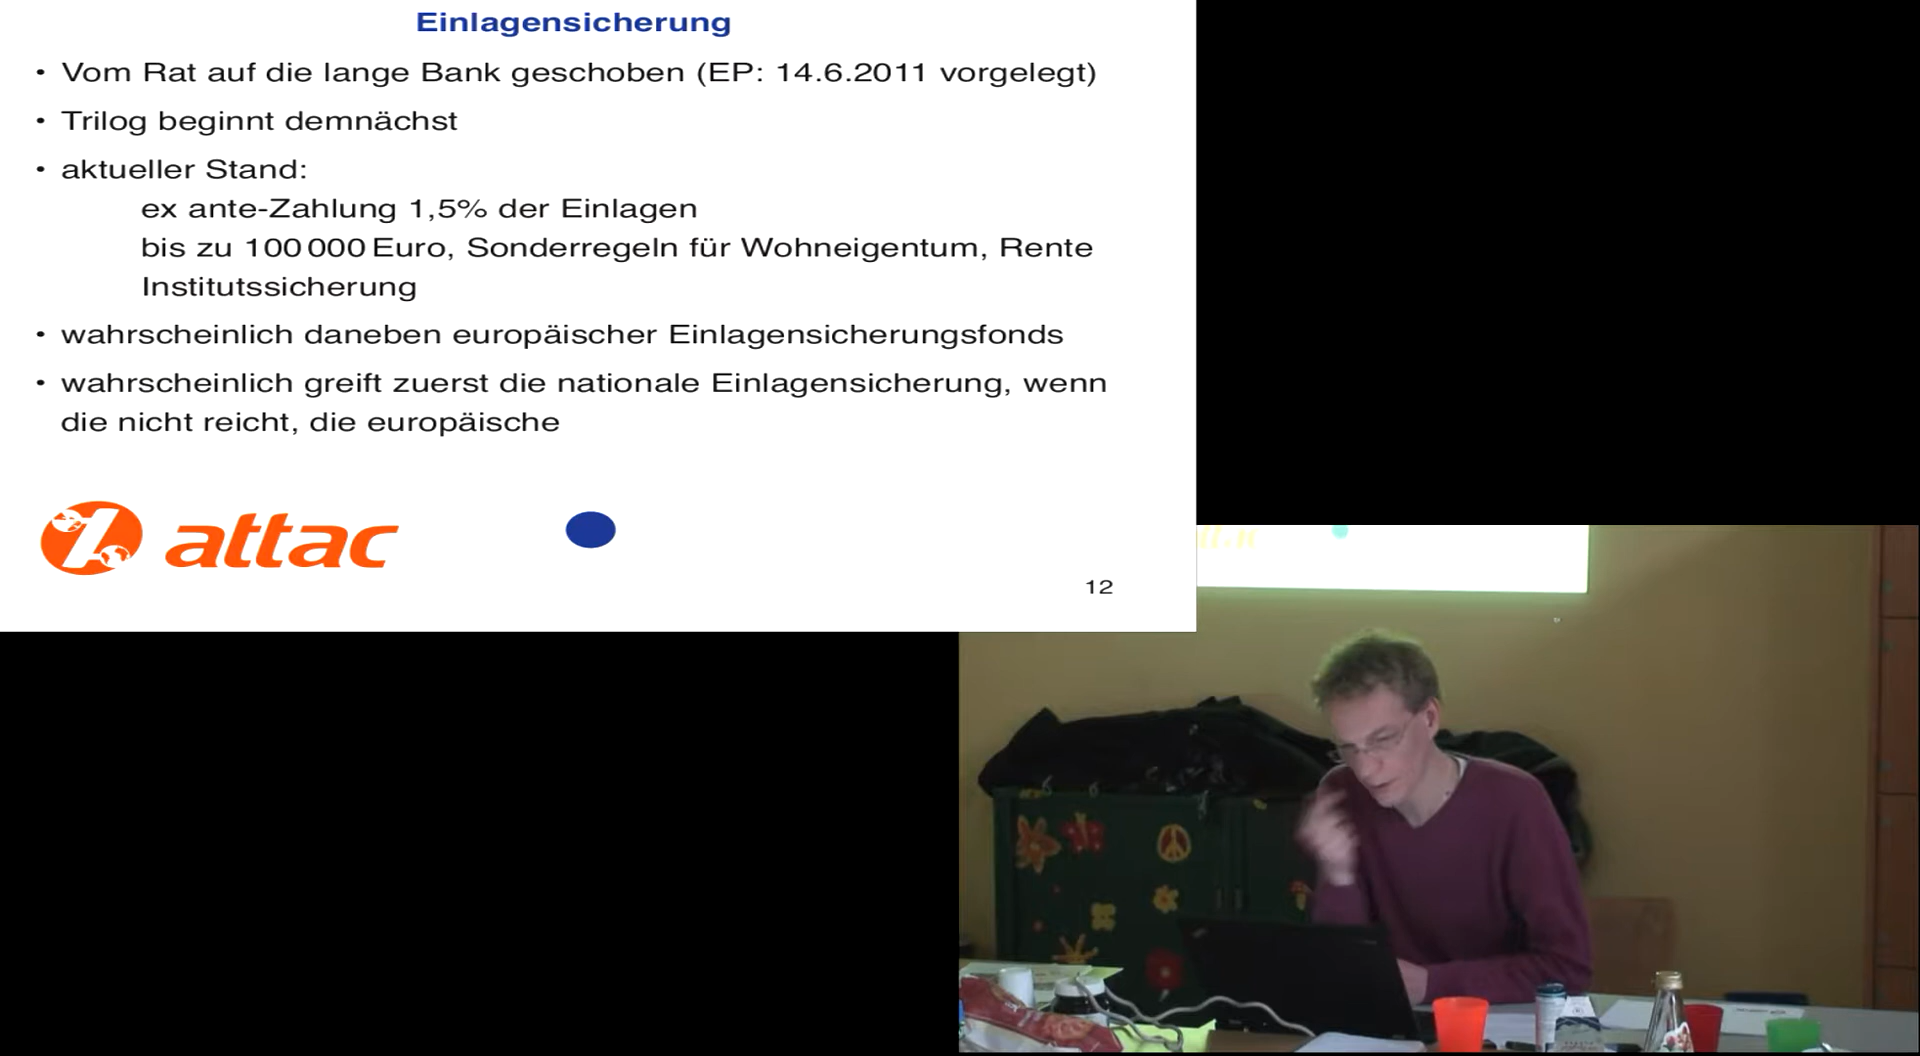 Einlagensicherung
• Vom Rat auf die lange Bank geschoben (EP: 14.6.2011 vorgelegt)
• Trilog beginnt demnächst
• aktueller Stand:
ex ante-Zahlung 1,5% der Einlagen
bis zu 100 000 Euro, Sonderregeln für Wohneigentum, Rente
Institutssicherung
• wahrscheinlich daneben europäischer Einlagensicherungsfonds
• wahrscheinlich greift zuerst die nationale Einlagensicherung, wenn
die nicht reicht, die europäische
attac
12